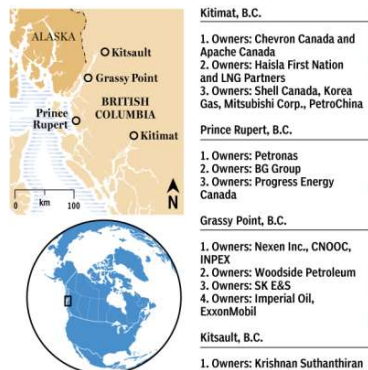 ALASKA
Kitsault
Grassy Point
BRITISH
COLUMBIA
Prince
Rupert
Kitimat
0 km 100
N
Kitimat, B.C.
1. Owners: Chevron Canada and
Apache Canada
2. Owners: Haisla First Nation
and LNG Partners
3. Owners: Shell Canada, Korea
Gas, Mitsubishi Corp., PetroChina
Prince Rupert, B.C.
1. Owners: Petronas
2. Owners: BG Group
3. Owners: Progress Energy
Canada
Grassy Point, B.C.
1. Owners: Nexen Inc., CNOOC,
INPEX
2. Owners: Woodside Petroleum
3. Owners: SK E&S
4. Owners: Imperial Oil,
ExxonMobil
Kitsault, B.C.
1. Owners: Krishnan Suthanthiran